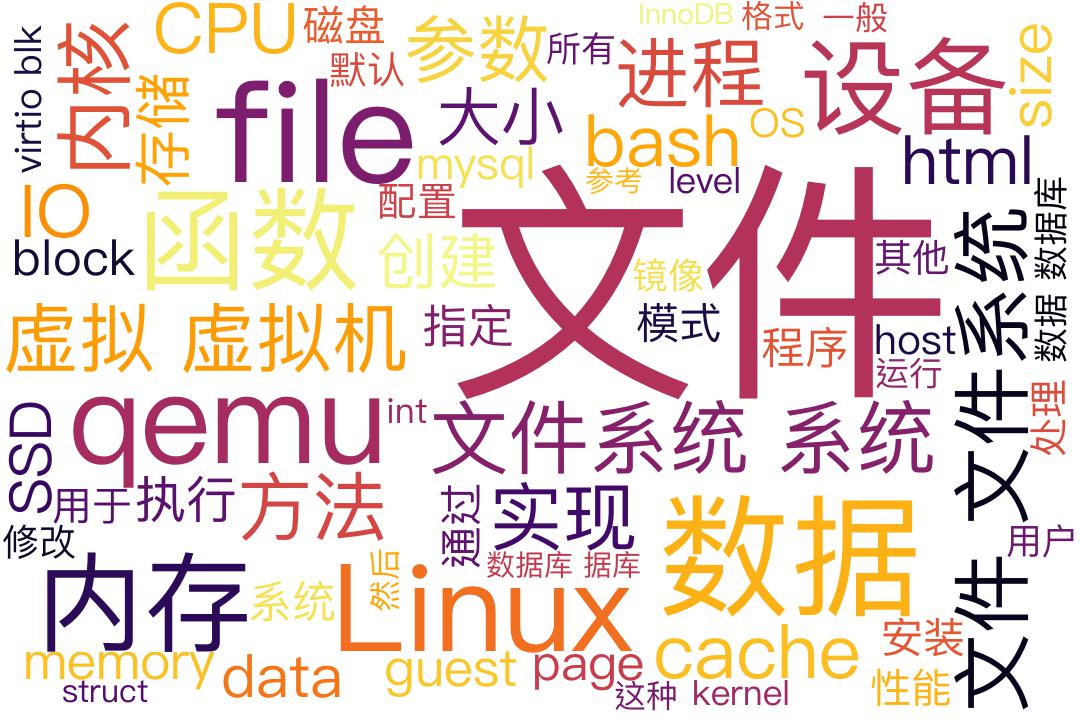 virtio blk
内核
CPU
磁盘
参数
所有
InnoDB
格式
一般
size
存储
默认
进程
设备
file
大小
bash
OS
html
mysql
参考
level
IO
配置
文件
block
函数
创建
镜像
其他
文件系统
数据 数据库
虚拟 虚拟机
指定
模式
程序
host
运行
SSD
qemu
int
文件系统 系统
处理
用于
执行
方法
通过
实现
数据
文件 文件
用户
修改
内存
系统
Linux
然后
数据库 据库
cache
安装
memory
struct
data
guest
page
这种
kernel
性能